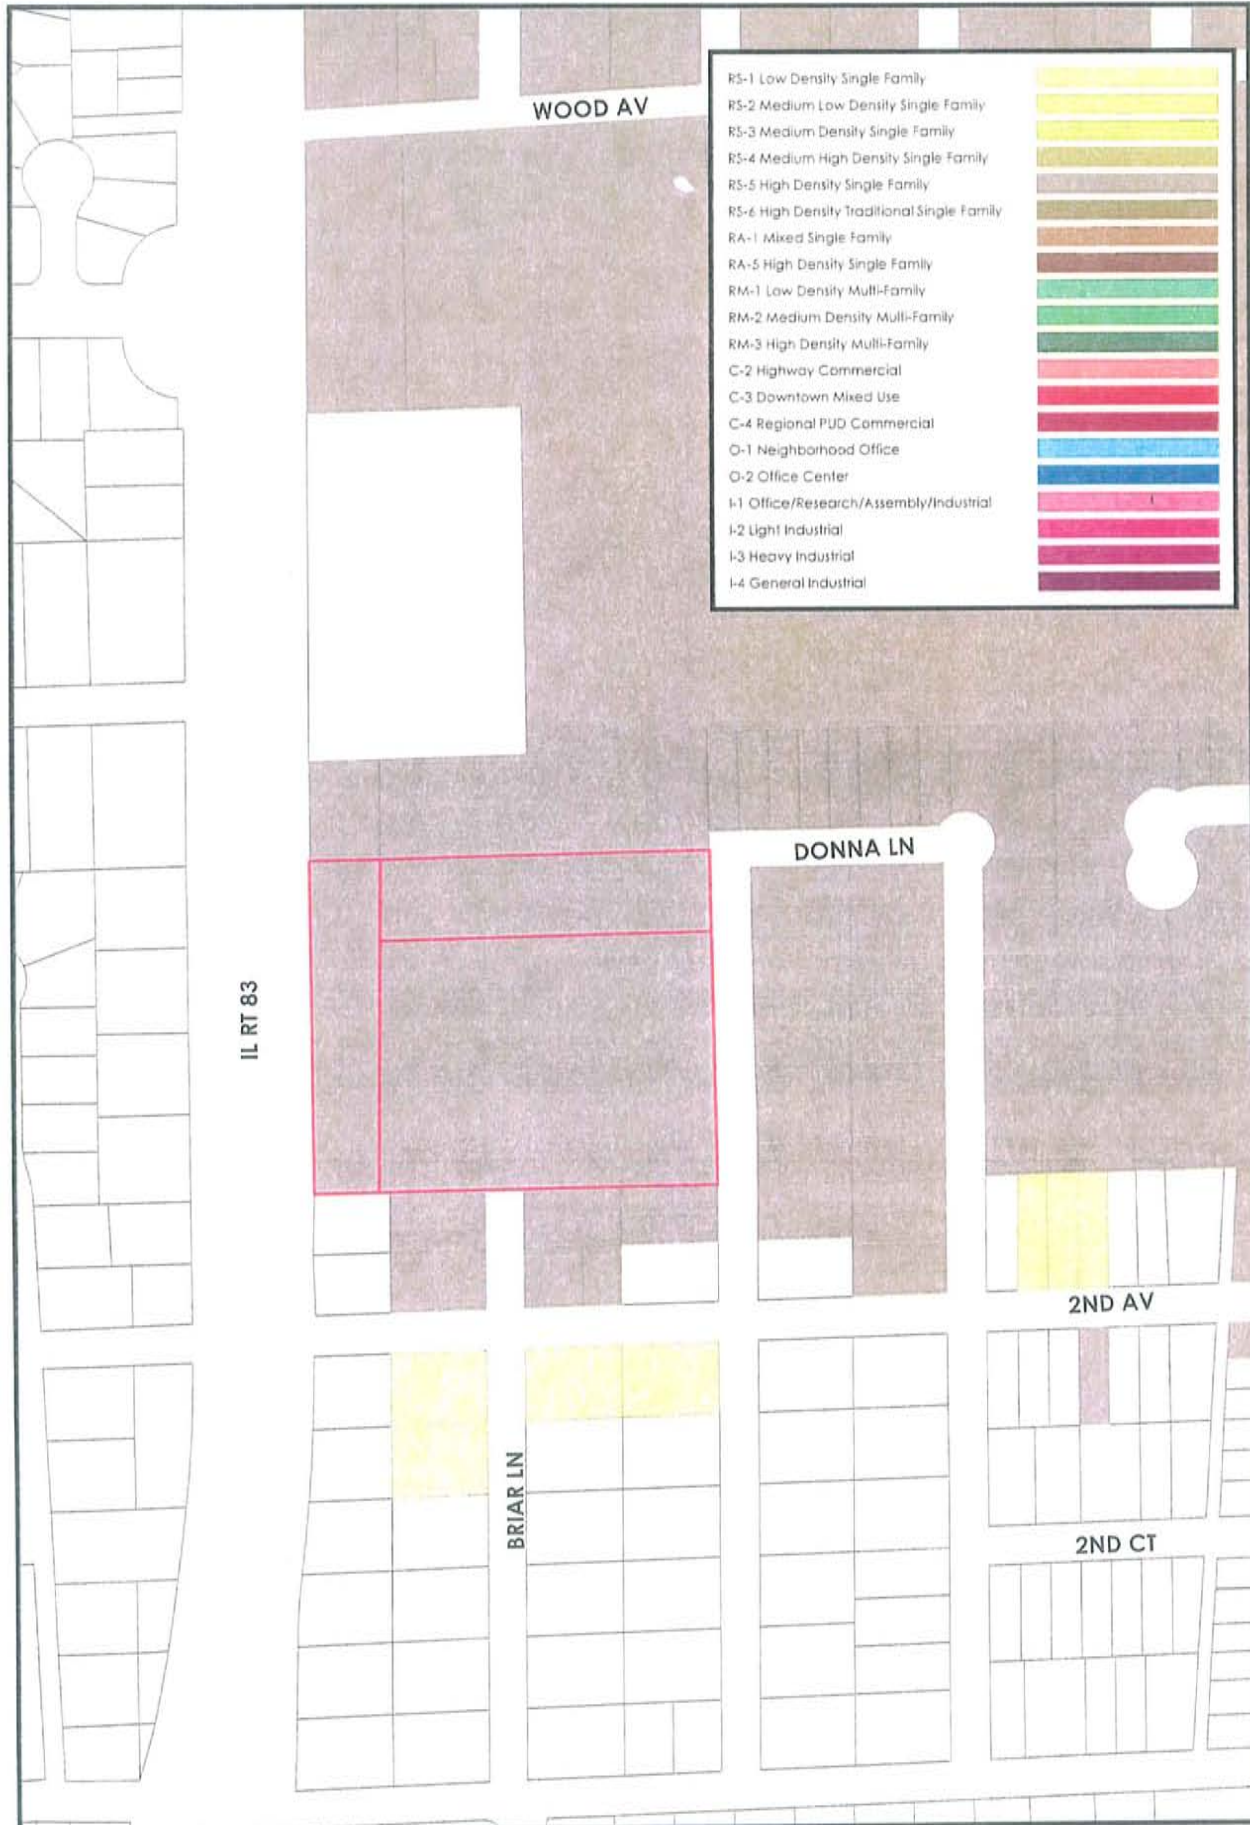 WOOD AV
RS-1 Low Density Single Family
RS-2 Medium Low Density Single Family
RS-3 Medium Density Single Family
RS-4 Medium High Density Single Family
RS-5 High Density Single Family
RS-6 High Density Traditional Single Family
RA-1 Mixed Single Family
RA-5 High Density Single Family
RM-1 Low Density Multi-Family
RM-2 Medium Density Multi-Family
RM-3 High Density Multi-Family
C-2 Highway Commercial
C-3 Downtown Mixed Use
C-4 Regional PUD Commercial
O-1 Neighborhood Office
O-2 Office Center
I-1 Office/Research/Assembly/Industrial
I-2 Light Industrial
I-3 Heavy Industrial
I-4 General Industrial
DONNA LN
IL RT 83
2ND AV
BRIAR LN
2ND CT